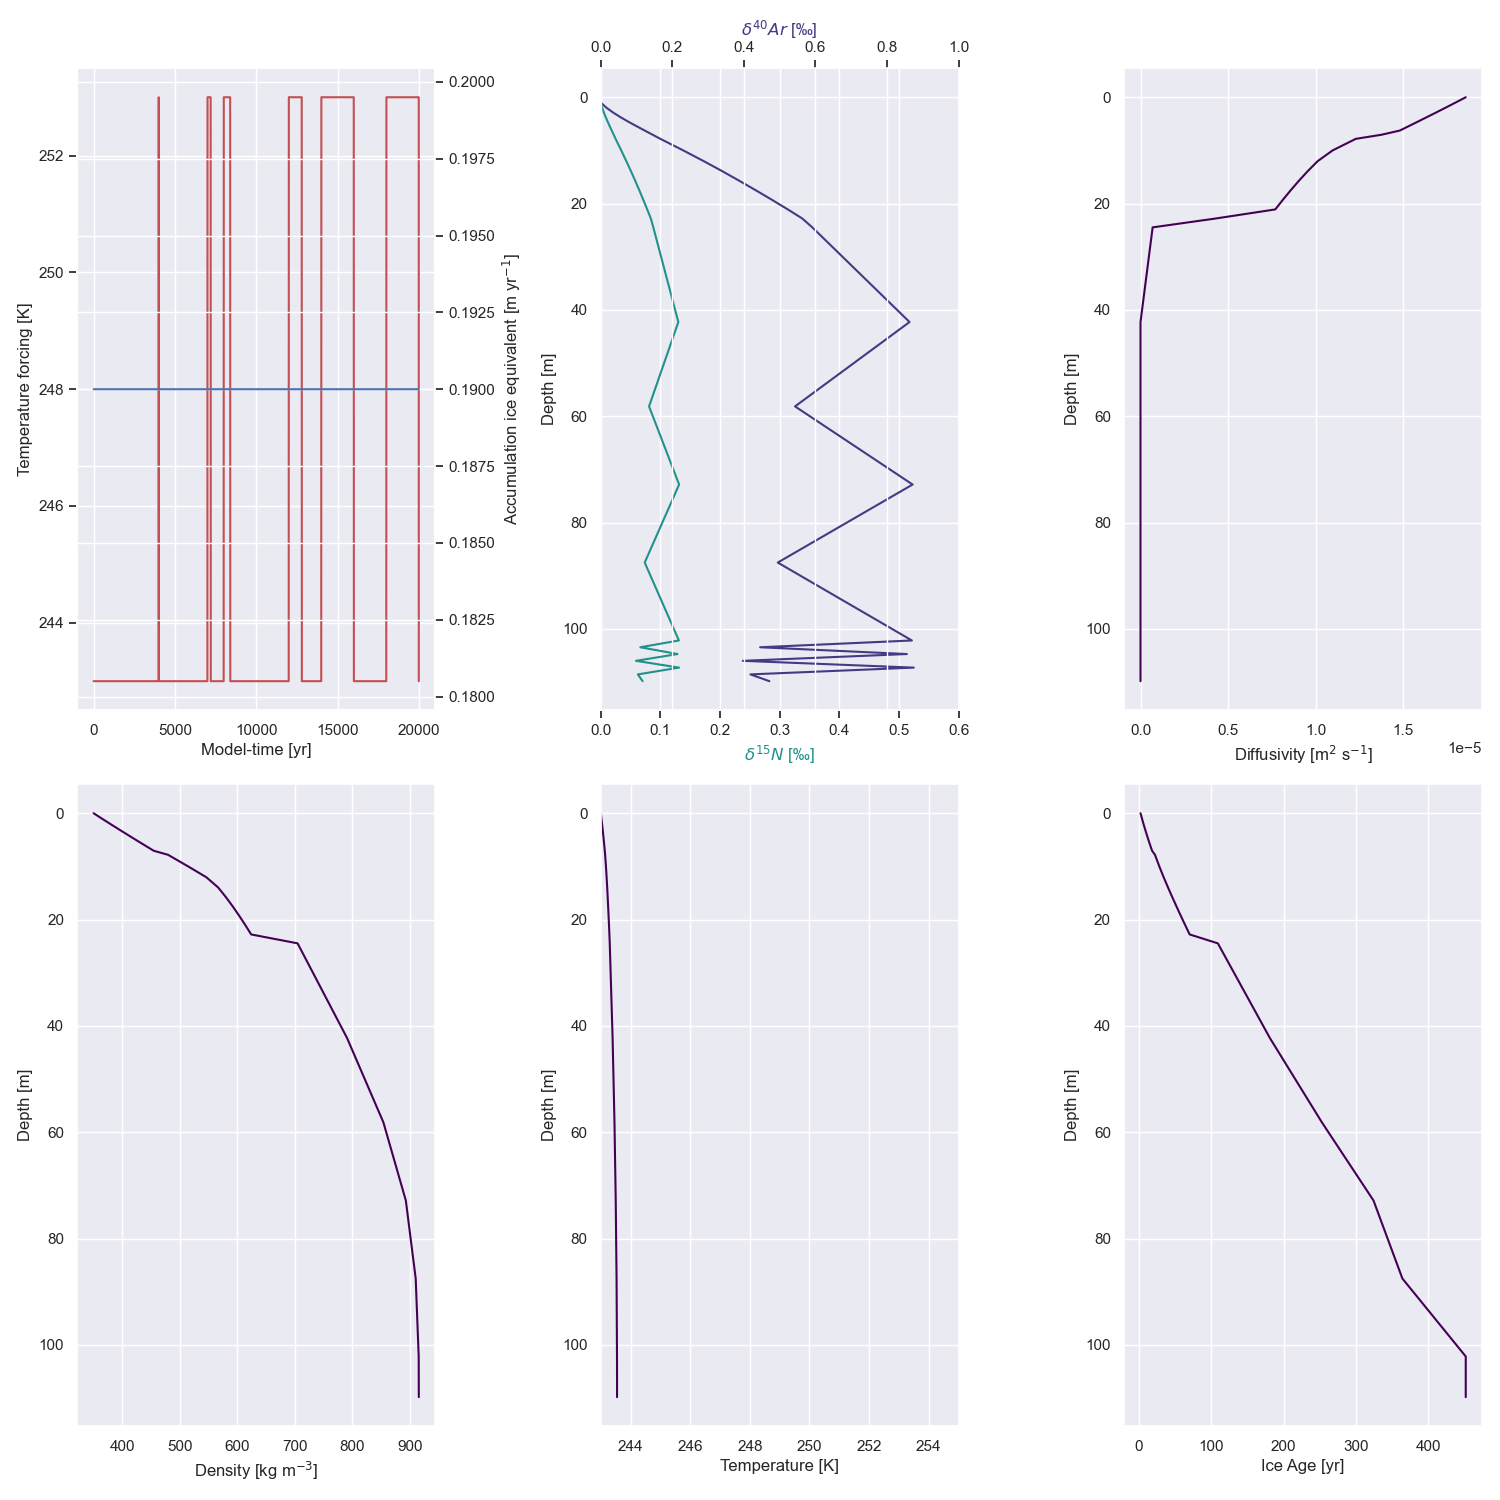 δ⁴⁰Ar [‰]
0.0 0.2 0.4 0.6 0.8 1.0
252
250
248
246
244
Temperature forcing [K]
0.2000
0.1975
0.1950
0.1925
0.1900
0.1875
0.1850
0.1825
0.1800
Accumulation ice equivalent [m yr⁻¹]
0 5000 10000 15000 20000
Model-time [yr]
0
20
40
60
80
100
Depth [m]
0.0 0.1 0.2 0.3 0.4 0.5 0.6
δ¹⁵N [‰]
0
20
40
60
80
100
Depth [m]
0.0 0.5 1.0 1.5
1e−5
Diffusivity [m² s⁻¹]
0
20
40
60
80
100
Depth [m]
400 500 600 700 800 900
Density [kg m⁻³]
0
20
40
60
80
100
Depth [m]
244 246 248 250 252 254
Temperature [K]
0
20
40
60
80
100
Depth [m]
0 100 200 300 400
Ice Age [yr]